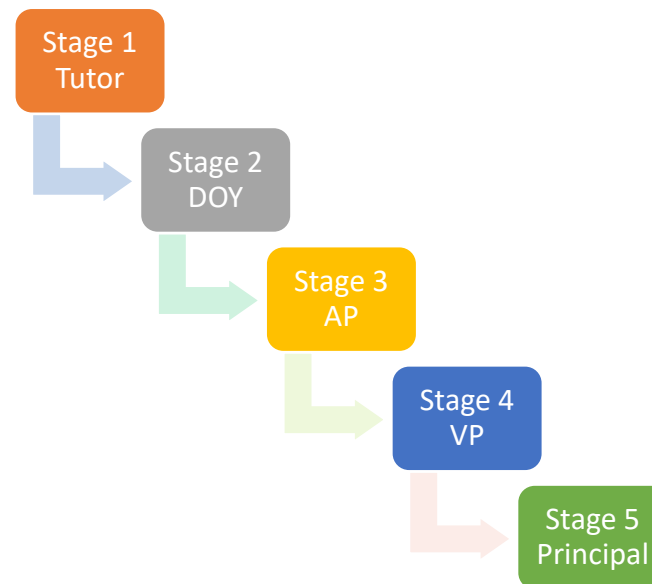 Stage 1
Tutor
Stage 2
DOY
Stage 3
AP
Stage 4
VP
Stage 5
Principal